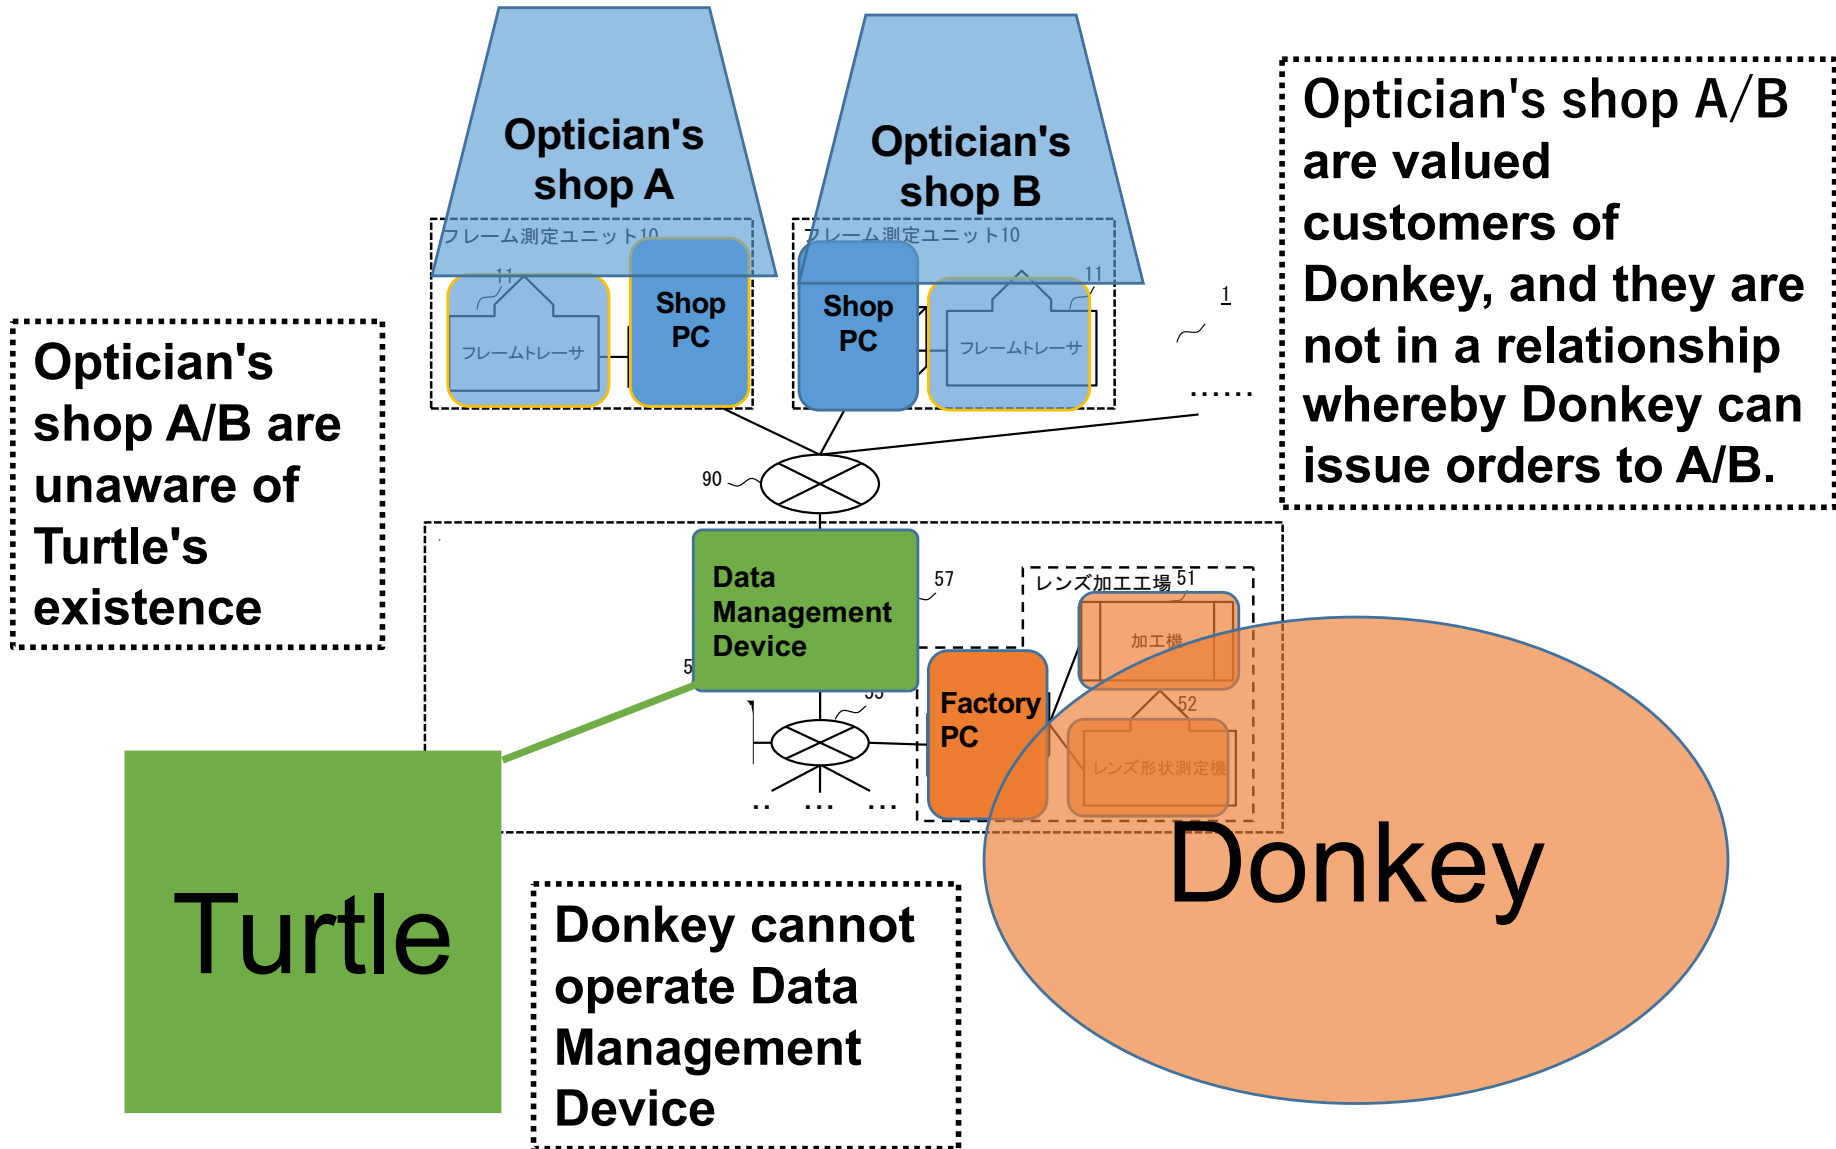 Optician's
shop A
Optician's
shop B
Optician's shop A/B
are valued
customers of
Donkey, and they are
not in a relationship
whereby Donkey can
issue orders to A/B.
フレーム測定ユニット10
フレーム測定ユニット10
11
フレームトレーサ
Shop
PC
Shop
PC
11
フレームトレーサ
1
......
Optician's
shop A/B are
unaware of
Turtle's
existence
90
Data
Management
Device
57
レンズ加工工場
51
加工機
Factory
PC
52
レンズ形状測定機
..
...
...
Turtle
Donkey
Donkey cannot
operate Data
Management
Device